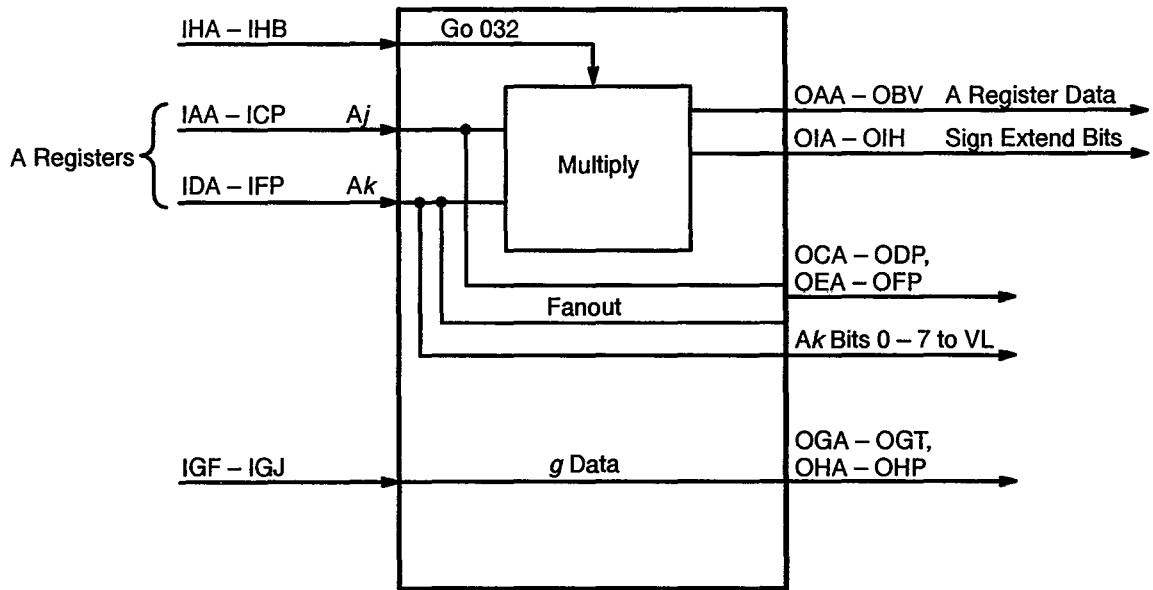 IHA – IHB Go 032
IAA – ICP Aj
A Registers
IDA – IFP Ak
Multiply
OAA – OBV A Register Data
OIA – OIH Sign Extend Bits
OCA – ODP,
OEA – OFP
Fanout
Ak Bits 0 – 7 to VL
IGF – IGJ
g Data
OGA – OGT,
OHA – OHP